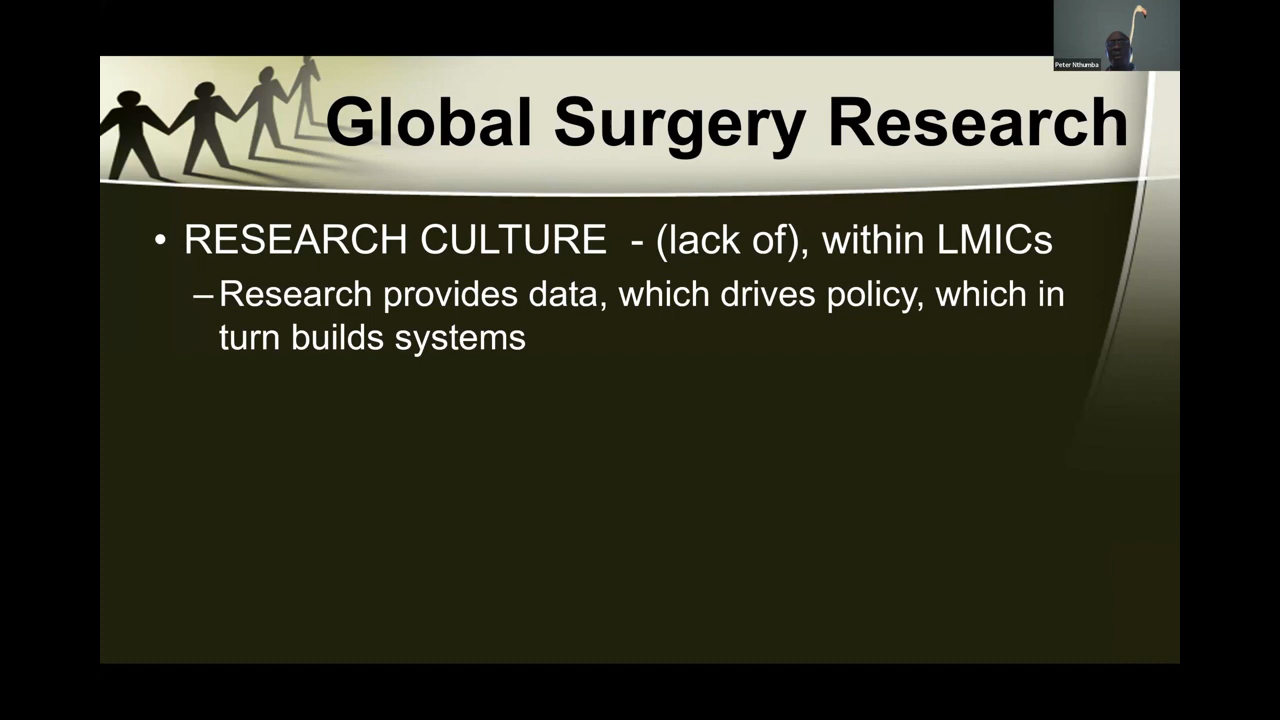 Peter Nthumba
Global Surgery Research
• RESEARCH CULTURE - (lack of), within LMICs
– Research provides data, which drives policy, which in
turn builds systems